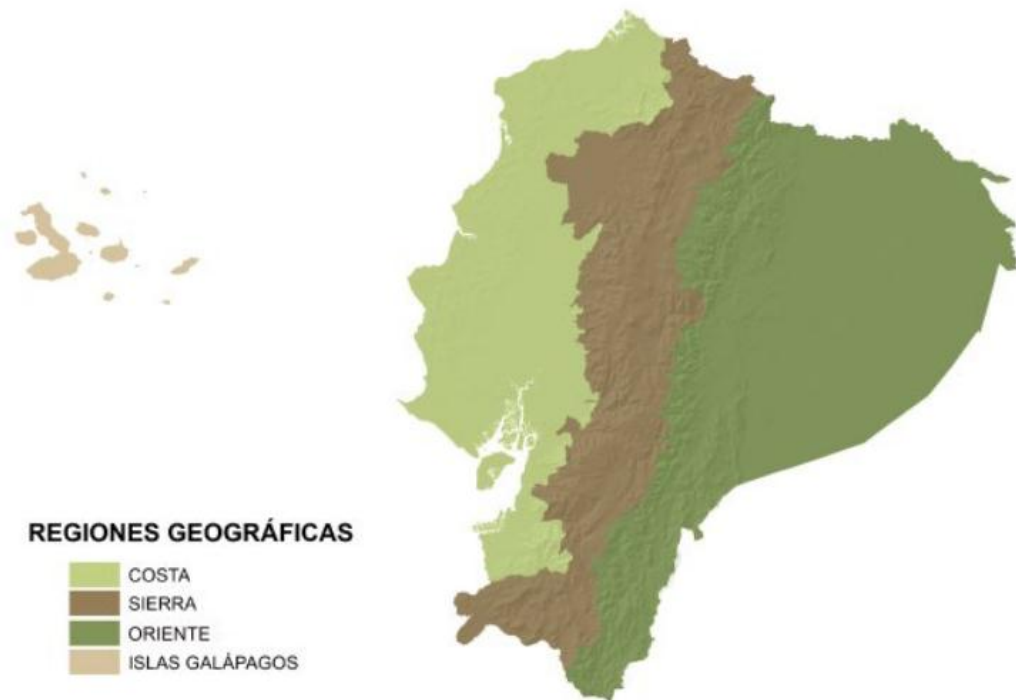 REGIONES GEOGRÁFICAS
COSTA
SIERRA
ORIENTE
ISLAS GALÁPAGOS